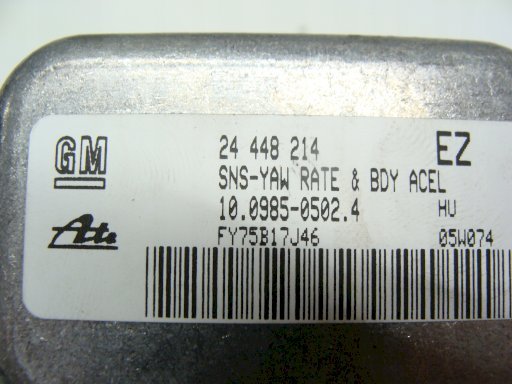 GM 24 448 214 EZ
SNS-YAW RATE & BDY ACEL
10.0985-0502.4 HU
Ate FY75B17J46 05W074